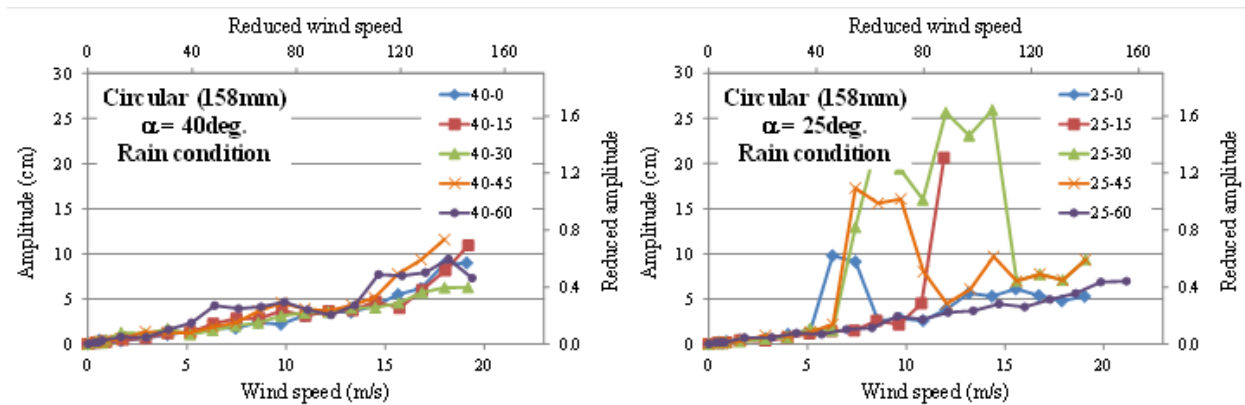 Reduced wind speed
0 40 80 120 160
30
25
20
15
10
5
0
Amplitude (cm)
Circular (158mm)
α = 40deg.
Rain condition
40-0
40-15
40-30
40-45
40-60
1.6
1.2
0.8
0.4
0.0
Reduced amplitude
0 5 10 15 20
Wind speed (m/s)
Reduced wind speed
0 40 80 120 160
30
25
20
15
10
5
0
Amplitude (cm)
Circular (158mm)
α = 25deg.
Rain condition
25-0
25-15
25-30
25-45
25-60
1.6
1.2
0.8
0.4
0.0
Reduced amplitude
0 5 10 15 20
Wind speed (m/s)